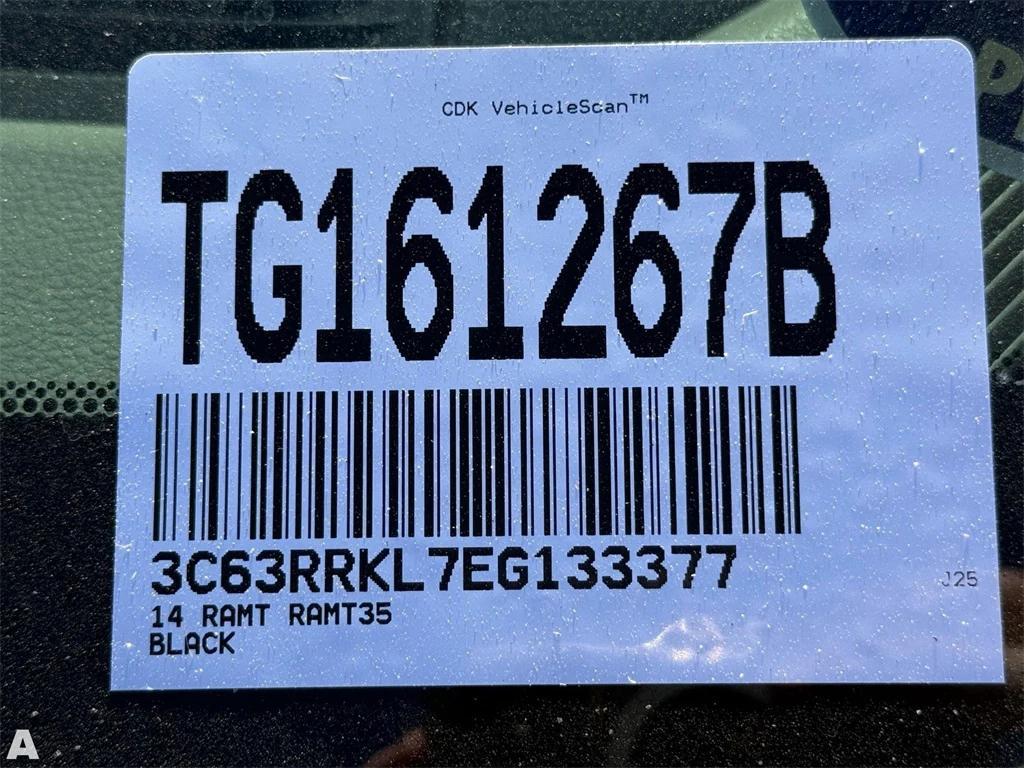 CDK VehicleScan™
TG161267B
3C63RRKL7EG133377
J25
14 RAMT RAMT35
BLACK
P
A